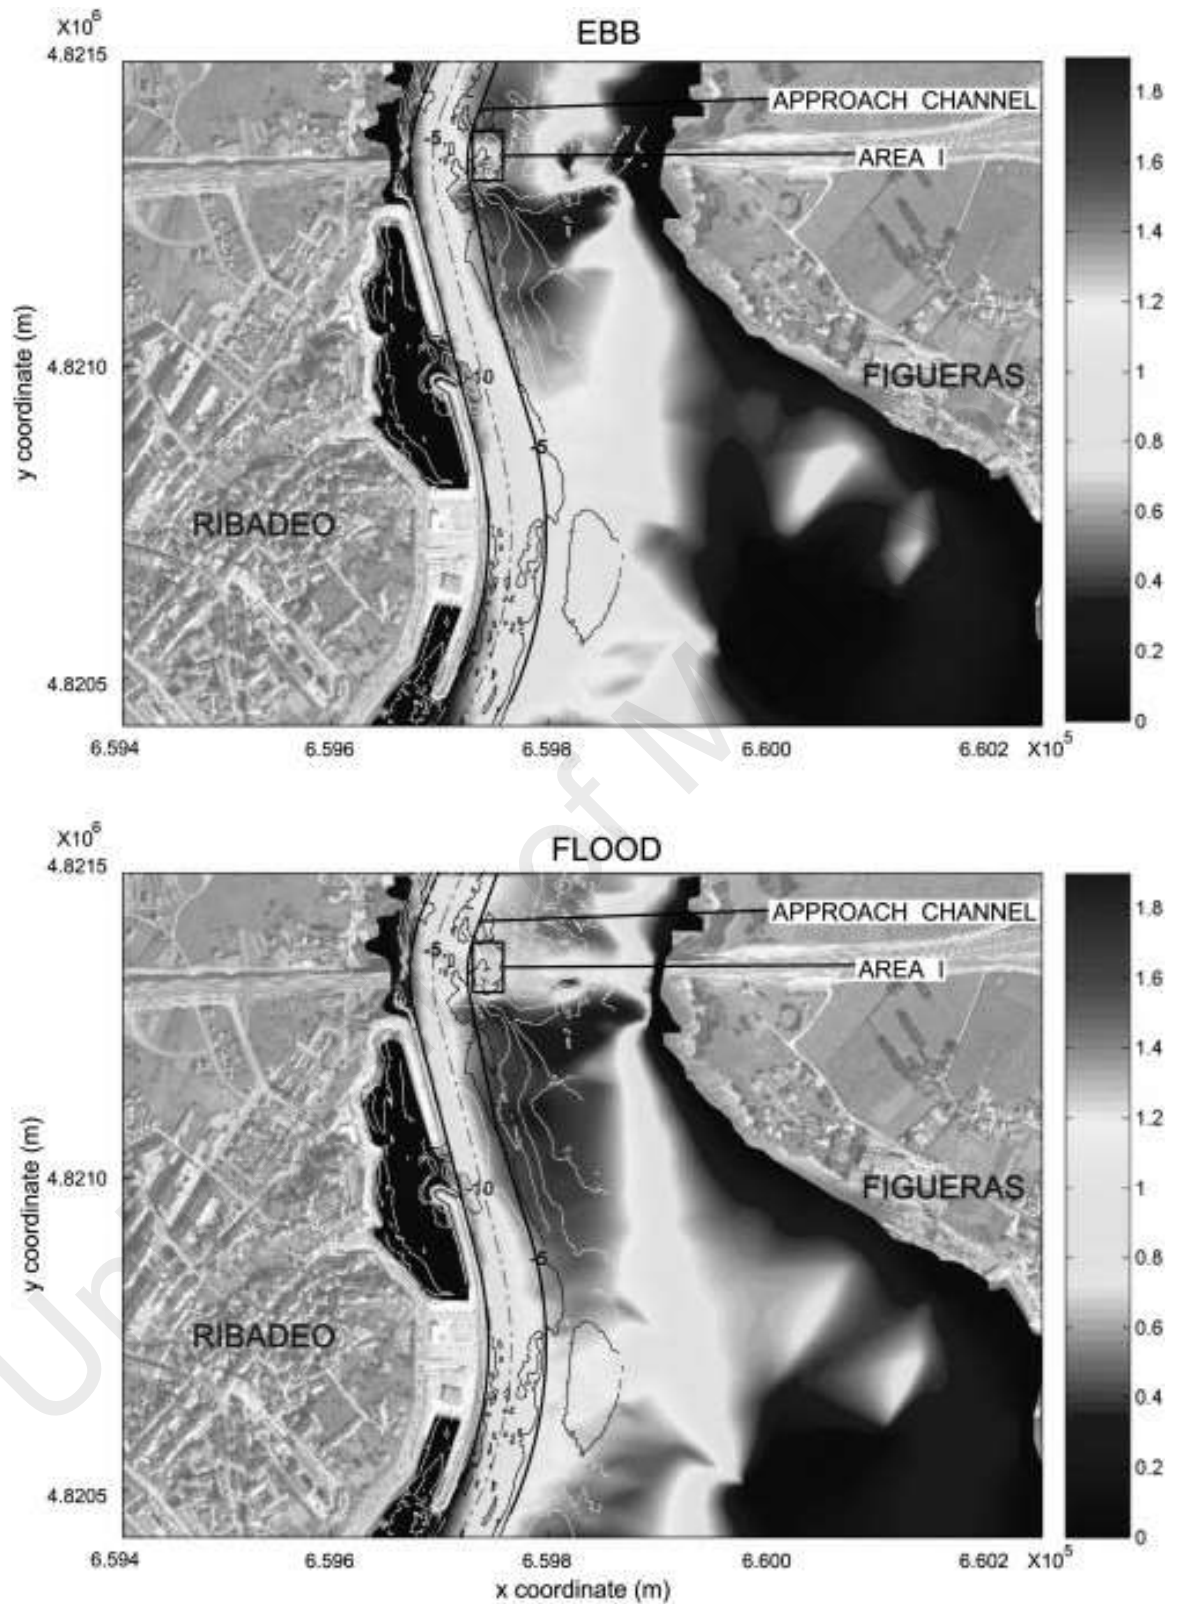 EBB
X10^6
4.8215
APPROACH CHANNEL
AREA I
-5
4.8210
-10
FIGUERAS
-5
RIBADEO
4.8205
y coordinate (m)
6.594 6.596 6.598 6.600 6.602 X10^5
1.8
1.6
1.4
1.2
1
0.8
0.6
0.4
0.2
0
FLOOD
X10^6
4.8215
APPROACH CHANNEL
AREA I
-5
4.8210
-10
FIGUERAS
-5
RIBADEO
4.8205
y coordinate (m)
6.594 6.596 6.598 6.600 6.602 X10^5
x coordinate (m)
1.8
1.6
1.4
1.2
1
0.8
0.6
0.4
0.2
0
of M